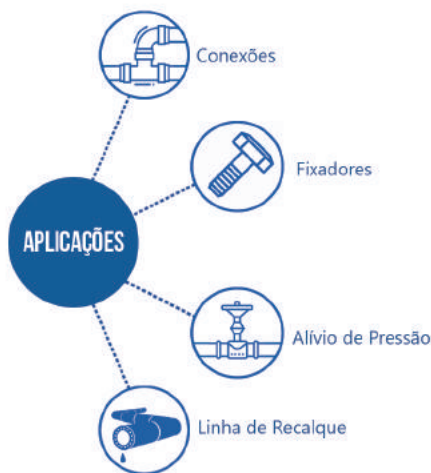 Conexões
Fixadores
APLICAÇÕES
Alívio de Pressão
Linha de Recalque